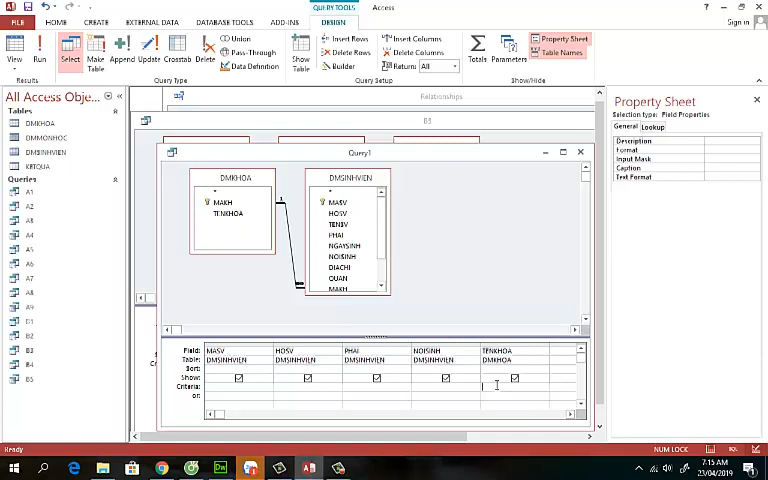 QUERY TOOLS
Access
FILE HOME CREATE EXTERNAL DATA DATABASE TOOLS ADD-INS DESIGN
Sign in
View Run Select Make Table Append Update Crosstab Delete
Union
Pass-Through
Data Definition
Show Table
Insert Rows
Delete Rows
Builder
Insert Columns
Delete Columns
Return: All
Totals Parameters
Property Sheet
Table Names
Results Query Type Query Setup Show/Hide
All Access Obje...
Tables
DMKHOA
DMMONHOC
DMSINHVIEN
KETQUA
Queries
A1
A2
A3
A4
A5
A6
A7
A8
A9
B1
B2
B3
B4
B5
Relationships
B5
Query1
DMKHOA
*
MAKH
TENKHOA
1
DMSINHVIEN
*
MASV
HOSV
TENSV
PHAI
NGAYSINH
NOISINH
DIACHI
QUAN
MAKH
Field: MASV HOSV PHAI NOISINH TENKHOA
Table: DMSINHVIEN DMSINHVIEN DMSINHVIEN DMSINHVIEN DMKHOA
Sort:
Show:
Criteria:
or:
Property Sheet
Selection type: Field Properties
General Lookup
Description
Format
Input Mask
Caption
Text Format
Ready
NUM LOCK
SQL
7:15 AM
23/04/2019